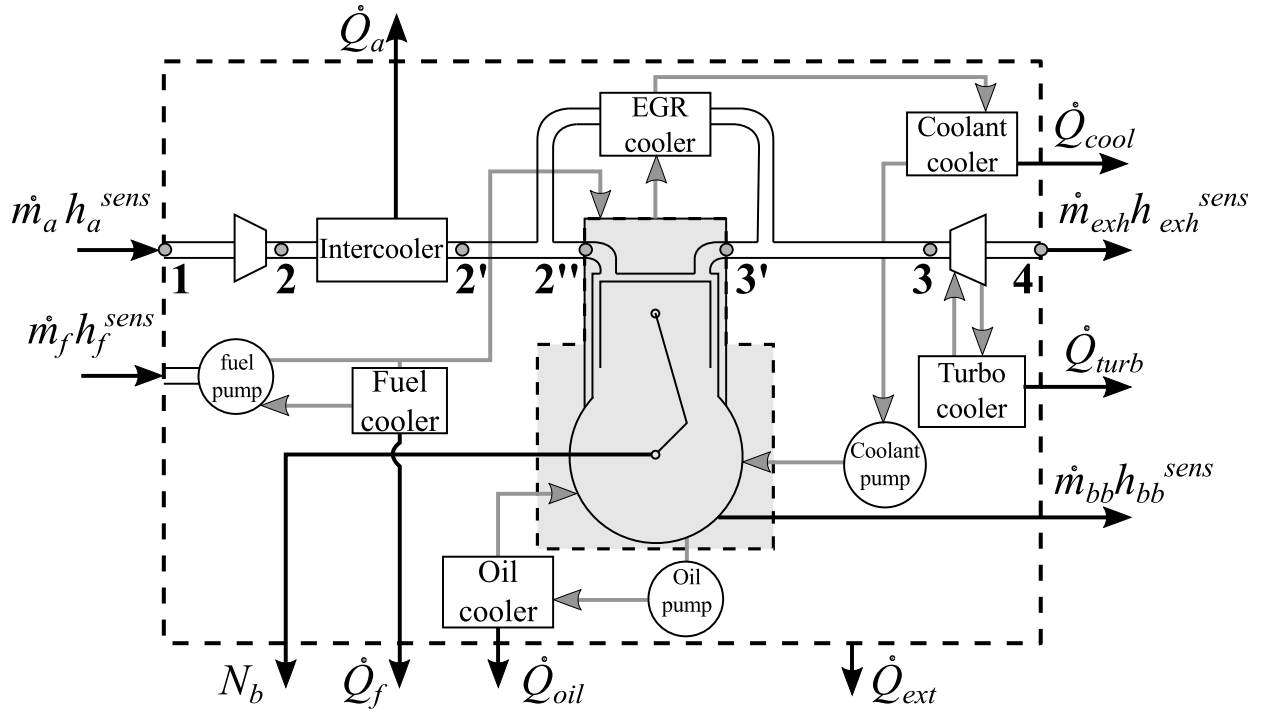 Q̇a
EGR
cooler
Coolant
cooler
Q̇cool
ṁa ha sens
ṁexh hexh sens
Intercooler
1
2
2'
2''
3'
3
4
ṁf hf sens
fuel
pump
Fuel
cooler
Turbo
cooler
Q̇turb
Coolant
pump
ṁbb hbb sens
Oil
cooler
Oil
pump
Nb
Q̇f
Q̇oil
Q̇ext